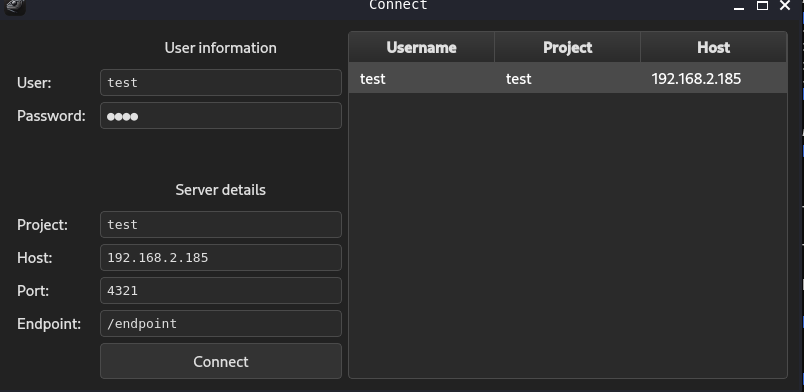 Connect
User information
User: test
Password: ●●●●
Server details
Project: test
Host: 192.168.2.185
Port: 4321
Endpoint: /endpoint
Connect
Username Project Host
test test 192.168.2.185